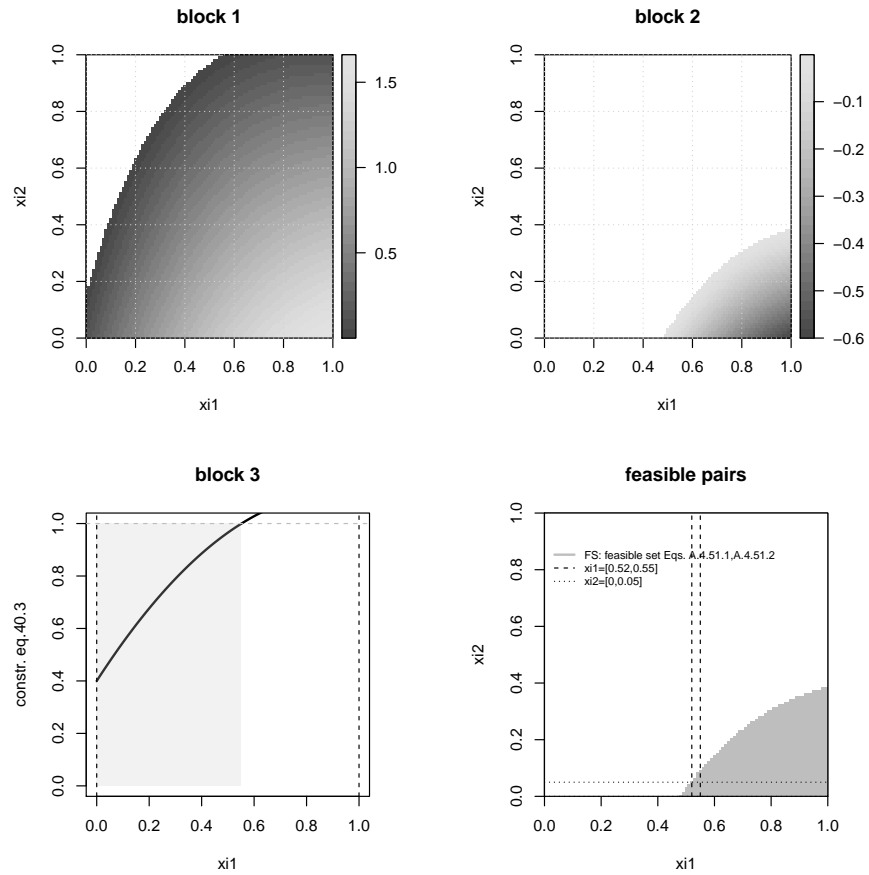 block 1
xi2
0.0 0.2 0.4 0.6 0.8 1.0
0.5 1.0 1.5
0.0 0.2 0.4 0.6 0.8 1.0
xi1
block 2
xi2
0.0 0.2 0.4 0.6 0.8 1.0
−0.1
−0.2
−0.3
−0.4
−0.5
−0.6
0.0 0.2 0.4 0.6 0.8 1.0
xi1
block 3
constr. eq.40.3
0.0 0.2 0.4 0.6 0.8 1.0
0.0 0.2 0.4 0.6 0.8 1.0
xi1
feasible pairs
xi2
0.0 0.2 0.4 0.6 0.8 1.0
FS: feasible set Eqs. A.4.51.1,A.4.51.2
xi1=[0.52,0.55]
xi2=[0,0.05]
0.0 0.2 0.4 0.6 0.8 1.0
xi1